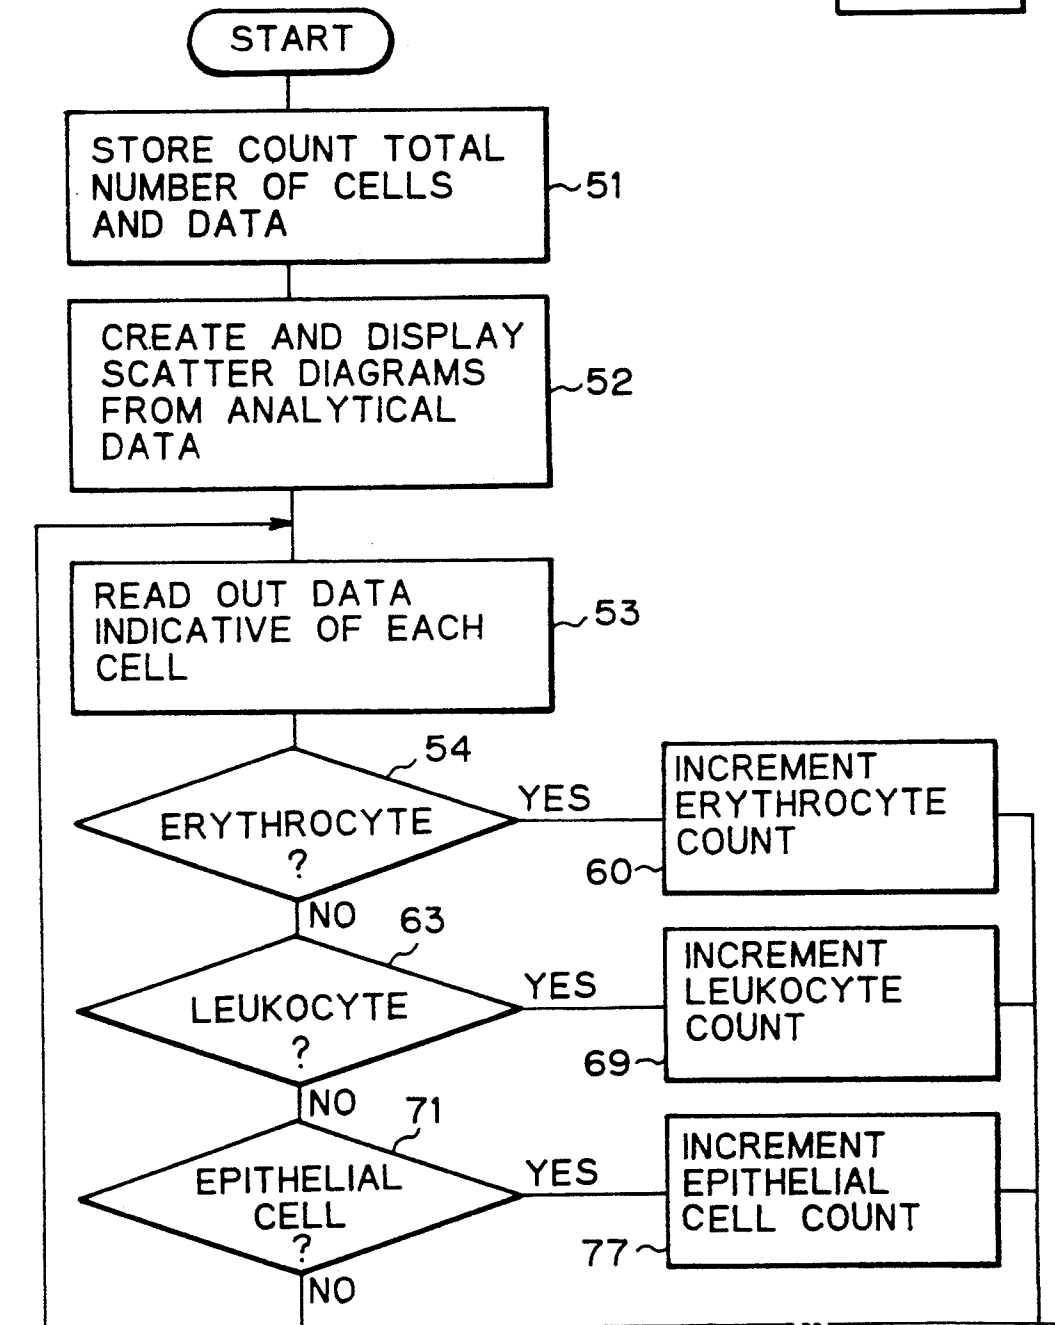 START
STORE COUNT TOTAL
NUMBER OF CELLS
AND DATA
51
CREATE AND DISPLAY
SCATTER DIAGRAMS
FROM ANALYTICAL
DATA
52
READ OUT DATA
INDICATIVE OF EACH
CELL
53
54
ERYTHROCYTE
?
YES
INCREMENT
ERYTHROCYTE
COUNT
60
NO
63
LEUKOCYTE
?
YES
INCREMENT
LEUKOCYTE
COUNT
69
NO
71
EPITHELIAL
CELL
?
YES
INCREMENT
EPITHELIAL
CELL COUNT
77
NO